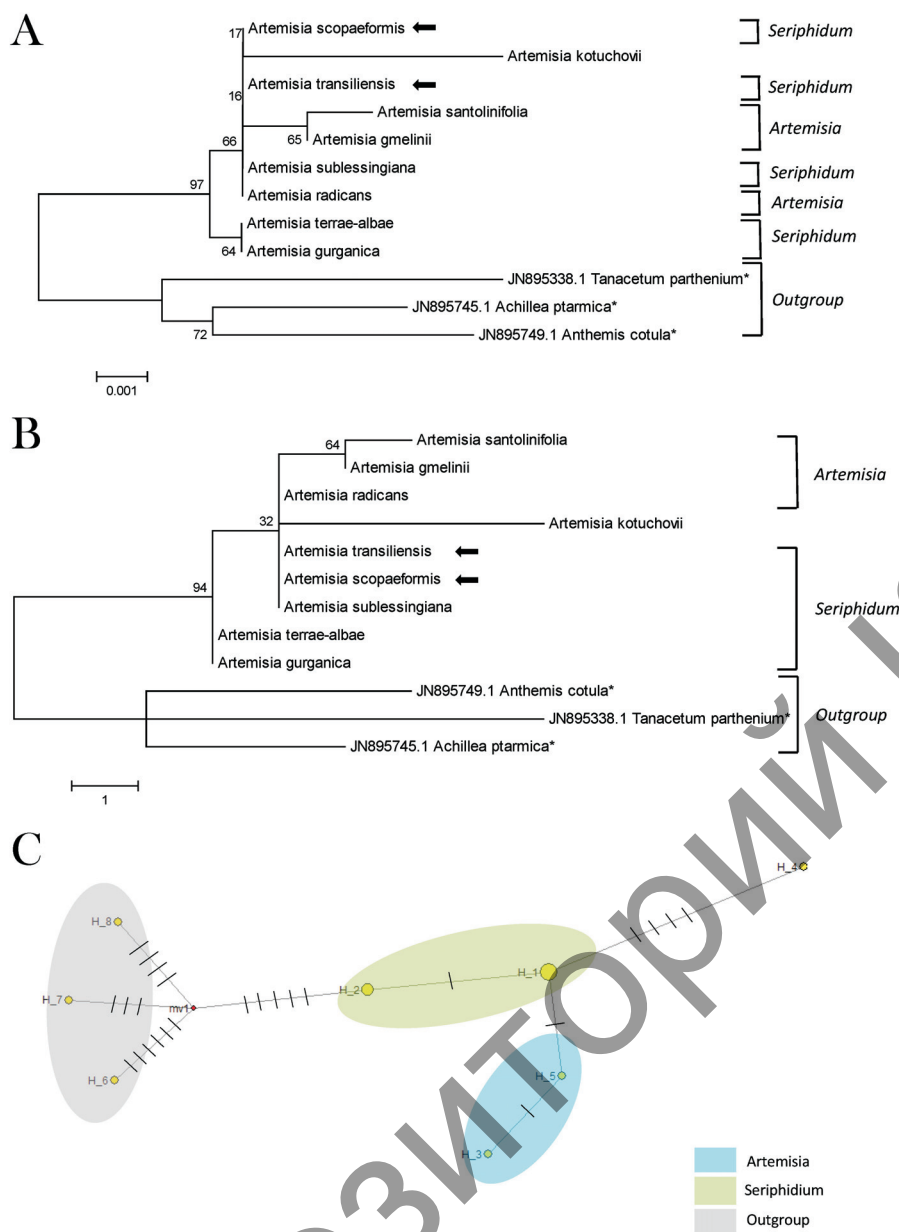 A
17
Artemisia scopaeformis
Seriphidum
Artemisia kotuchovii
16
Artemisia transiliensis
Seriphidum
Artemisia santolinifolia
65
Artemisia gmelinii
Artemisia
66
Artemisia sublessingiana
Seriphidum
97
Artemisia radicans
Artemisia
Artemisia terrae-albae
64
Artemisia gurganica
Seriphidum
JN895338.1 Tanacetum parthenium*
JN895745.1 Achillea ptarmica*
Outgroup
72
JN895749.1 Anthemis cotula*
0.001
B
64
Artemisia santolinifolia
Artemisia gmelinii
Artemisia
Artemisia radicans
32
Artemisia kotuchovii
Artemisia transiliensis
Artemisia scopaeformis
94
Artemisia sublessingiana
Seriphidum
Artemisia terrae-albae
Artemisia gurganica
JN895749.1 Anthemis cotula*
JN895338.1 Tanacetum parthenium*
Outgroup
JN895745.1 Achillea ptarmica*
1
C
H_4
H_8
H_1
H_2
H_7
mv1
H_6
H_5
H_3
Artemisia
Seriphidium
Outgroup